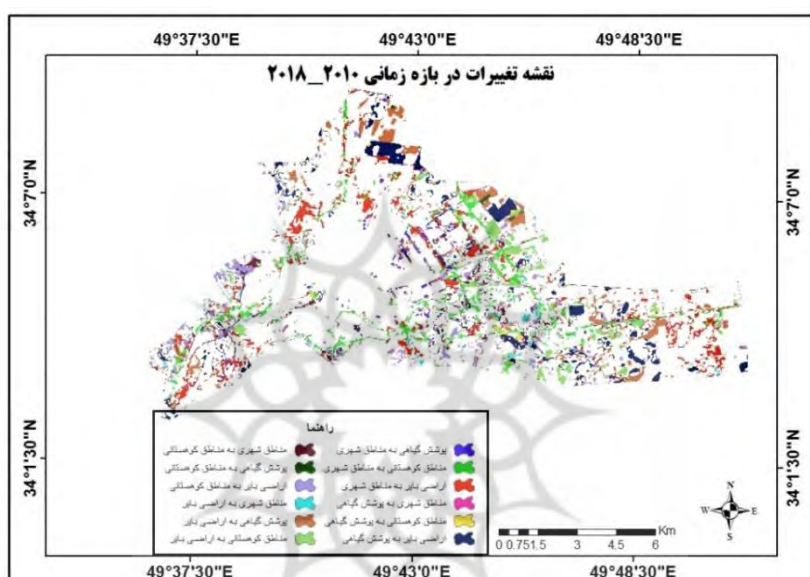 49°37'30"E 49°43'0"E 49°48'30"E
نقشه تغییرات در بازه زمانی ۲۰۱۰__۲۰۱۸
34°7'0"N 34°7'0"N
34°1'30"N 34°1'30"N
راهنما
پوشش گیاهی به مناطق شهری مناطق شهری به مناطق کوهستانی
مناطق کوهستانی به مناطق شهری پوشش گیاهی به مناطق کوهستانی
اراضی بایر به مناطق شهری اراضی بایر به مناطق کوهستانی
مناطق شهری به پوشش گیاهی مناطق شهری به اراضی بایر
مناطق کوهستانی به پوشش گیاهی پوشش گیاهی به اراضی بایر
اراضی بایر به پوشش گیاهی مناطق کوهستانی به اراضی بایر
N
W E
S
Km
0 0.751.5 3 4.5 6
49°37'30"E 49°43'0"E 49°48'30"E